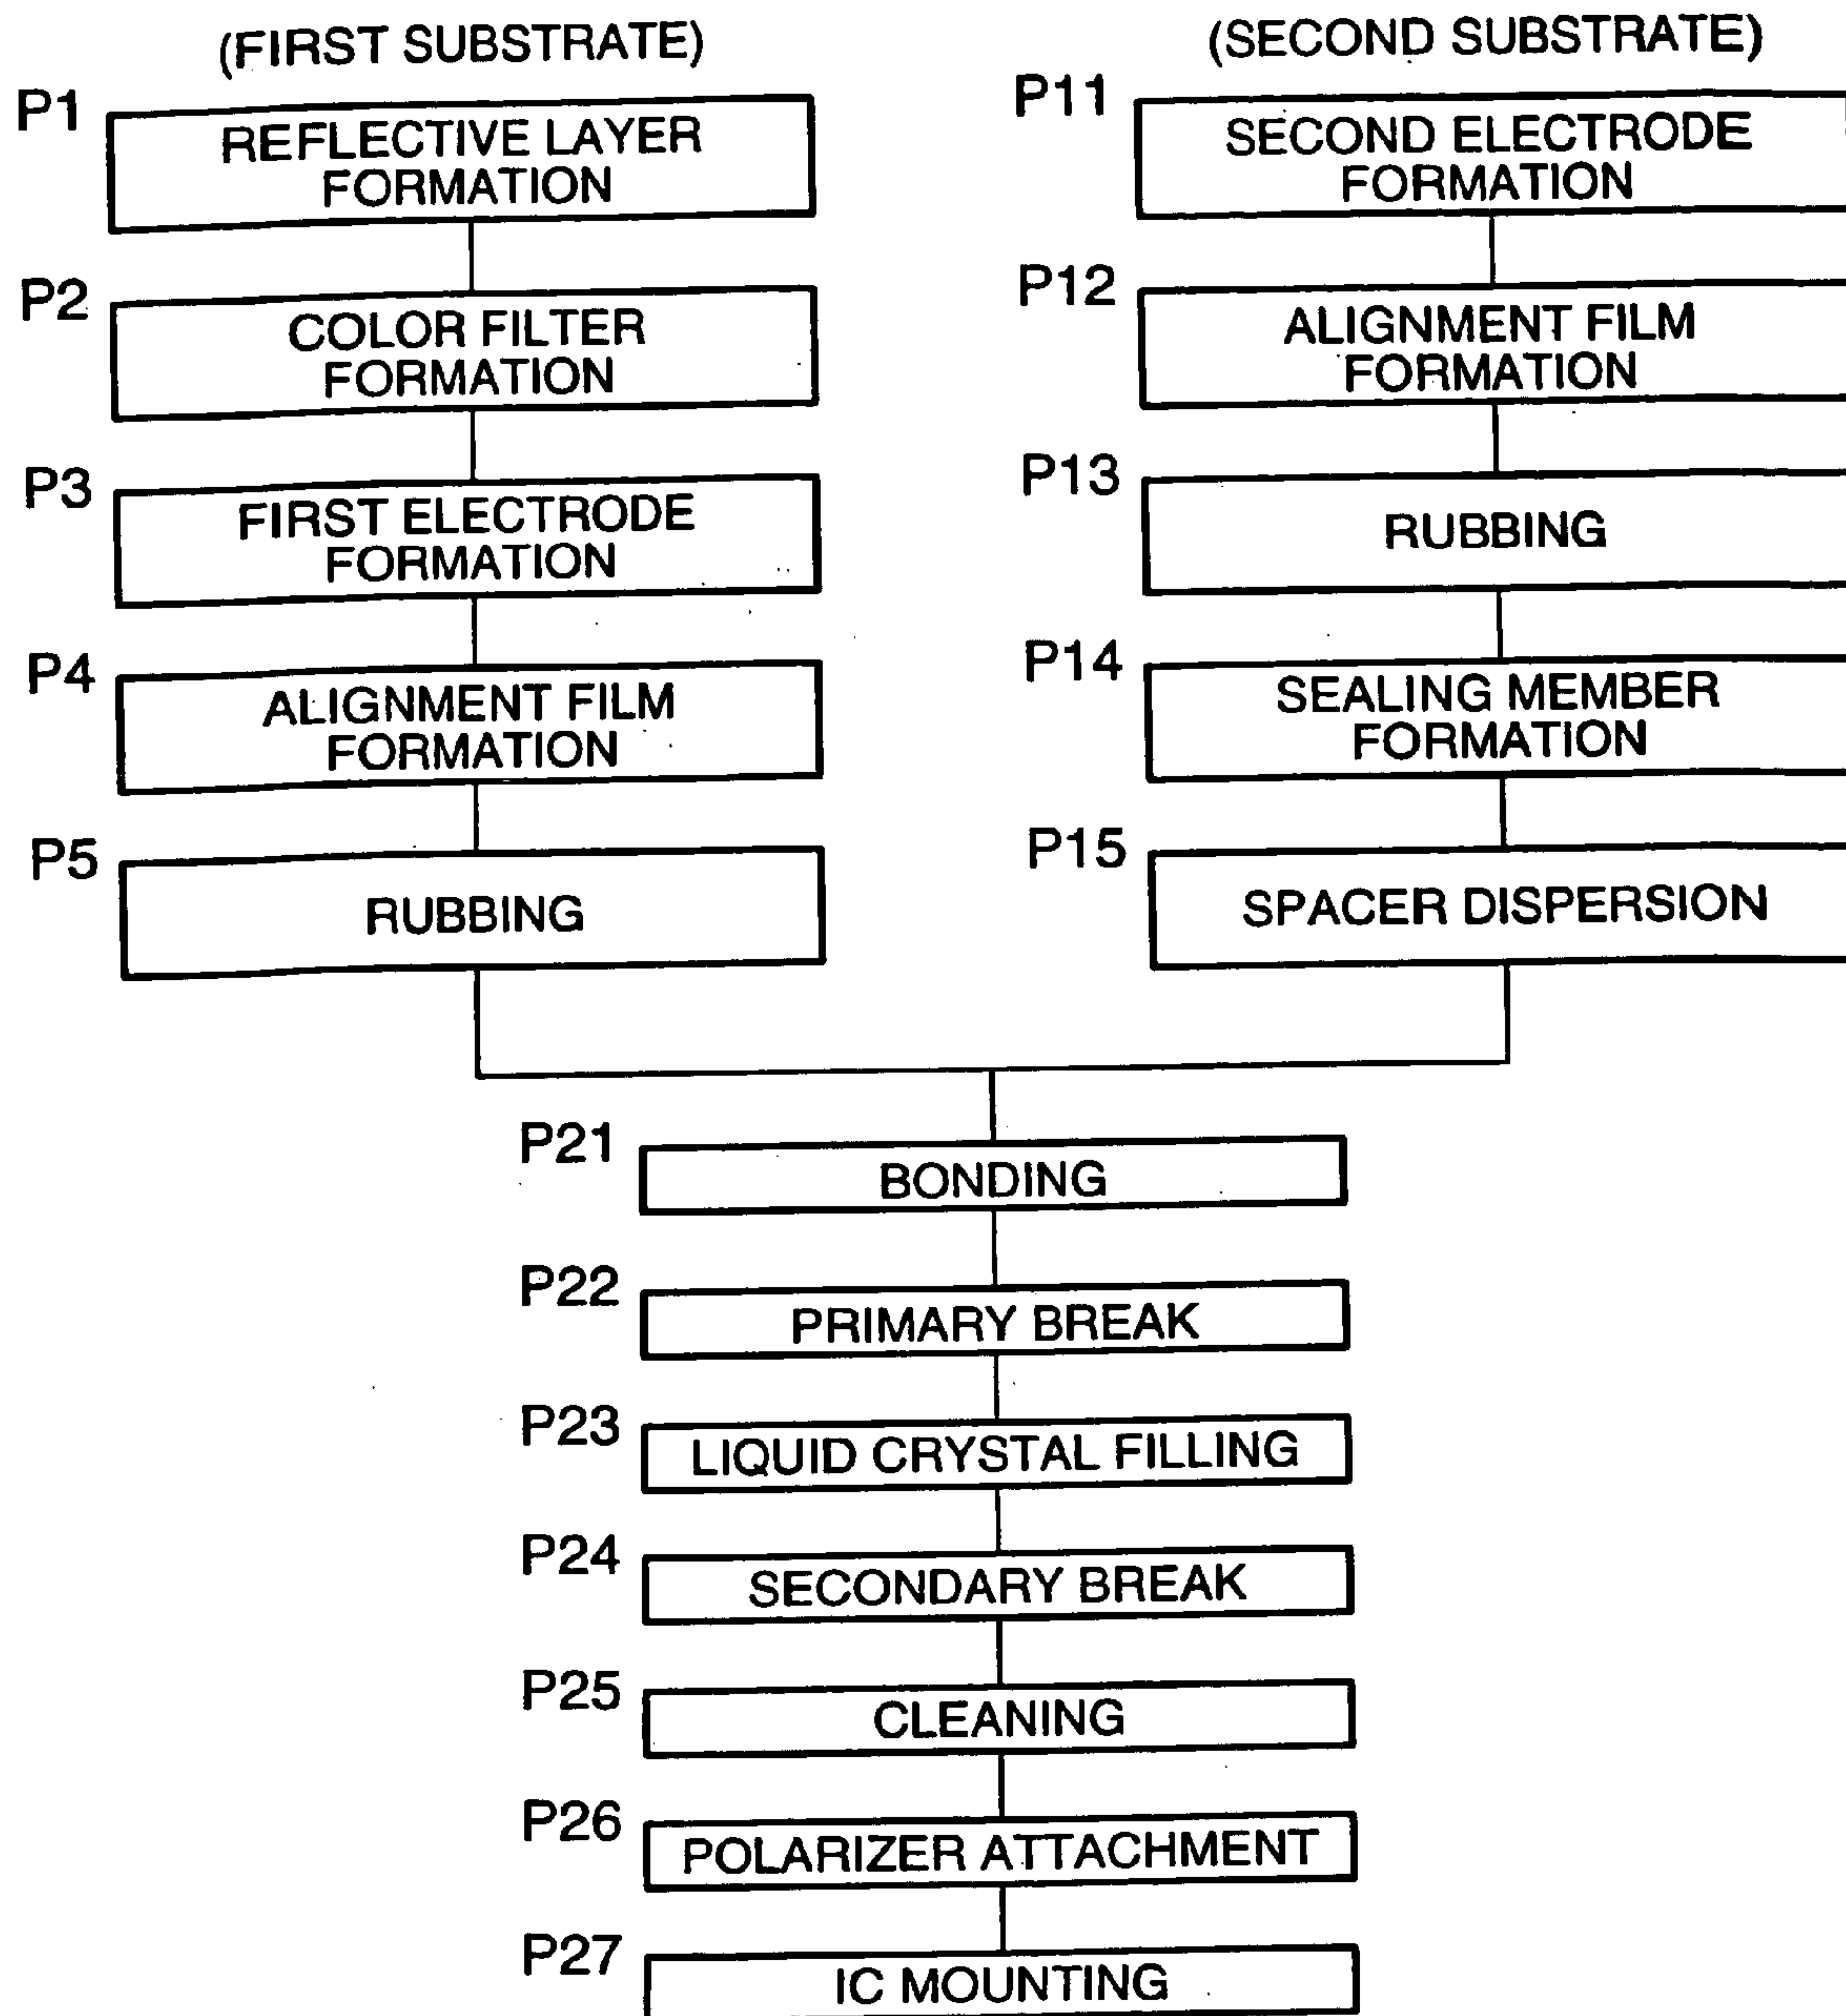 (FIRST SUBSTRATE)
P1
REFLECTIVE LAYER
FORMATION
P2
COLOR FILTER
FORMATION
P3
FIRST ELECTRODE
FORMATION
P4
ALIGNMENT FILM
FORMATION
P5
RUBBING
(SECOND SUBSTRATE)
P11
SECOND ELECTRODE
FORMATION
P12
ALIGNMENT FILM
FORMATION
P13
RUBBING
P14
SEALING MEMBER
FORMATION
P15
SPACER DISPERSION
P21
BONDING
P22
PRIMARY BREAK
P23
LIQUID CRYSTAL FILLING
P24
SECONDARY BREAK
P25
CLEANING
P26
POLARIZER ATTACHMENT
P27
IC MOUNTING